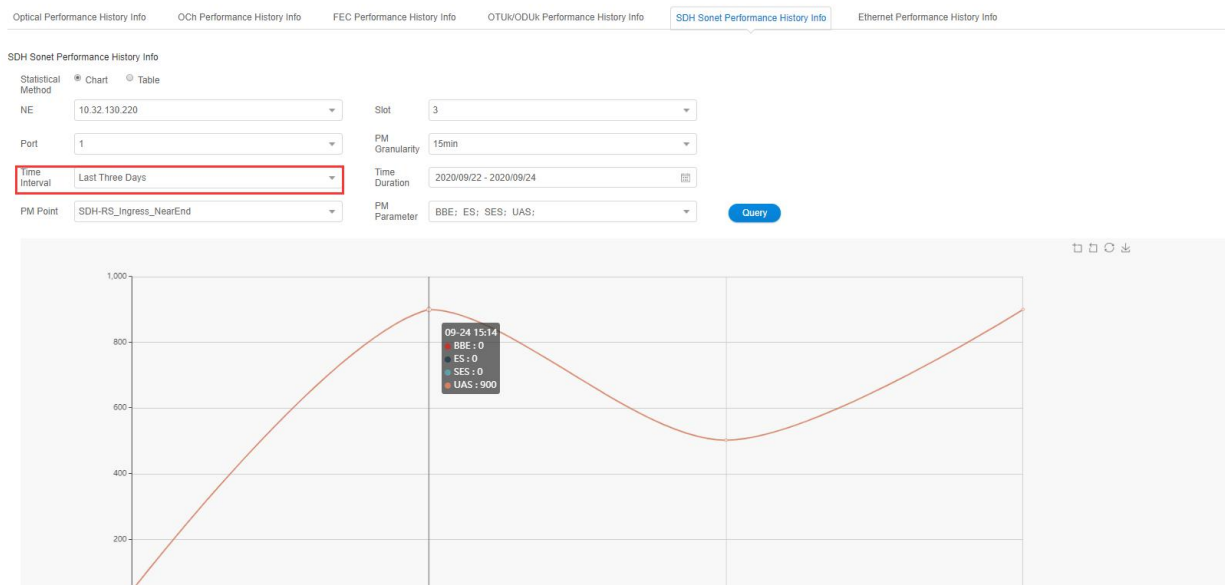 Optical Performance History Info OCh Performance History Info FEC Performance History Info OTUk/ODUk Performance History Info SDH Sonet Performance History Info Ethernet Performance History Info
SDH Sonet Performance History Info
Statistical Method Chart Table
NE 10.32.130.220 Slot 3
Port 1 PM Granularity 15min
Time Interval Last Three Days Time Duration 2020/09/22 - 2020/09/24
PM Point SDH-RS_Ingress_NearEnd PM Parameter BBE; ES; SES; UAS; Query
1,000
800
09-24 15:14
BBE : 0
ES : 0
SES : 0
UAS : 900
600
400
200